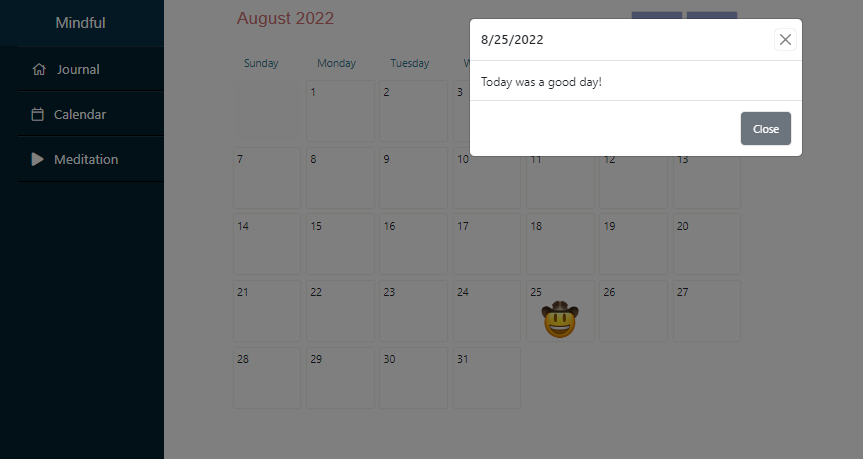 Mindful
Journal
Calendar
Meditation
August 2022
Sunday Monday Tuesday
1 2 3
7 8 9 10 11 12 13
14 15 16 17 18 19 20
21 22 23 24 25 26 27
28 29 30 31
8/25/2022
Today was a good day!
Close